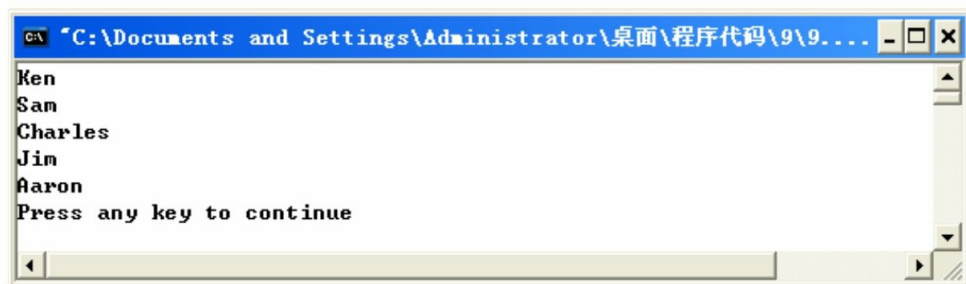 "C:\Documents and Settings\Administrator\桌面\程序代码\9\9....
Ken
Sam
Charles
Jim
Aaron
Press any key to continue